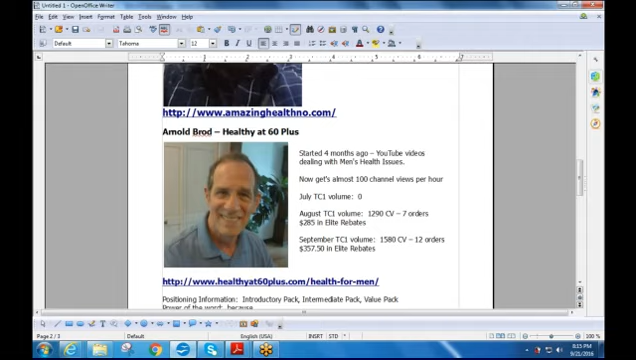 Untitled 1 - OpenOffice Writer
File Edit View Insert Format Table Tools Window Help
Default Tahoma 12
http://www.amazinghealthno.com/
Arnold Brod – Healthy at 60 Plus
Started 4 months ago – YouTube videos
dealing with Men's Health Issues.
Now get's almost 100 channel views per hour
July TC1 volume: 0
August TC1 volume: 1290 CV – 7 orders
$285 in Elite Rebates
September TC1 volume: 1580 CV – 12 orders
$357.50 in Elite Rebates
http://www.healthyat60plus.com/health-for-men/
Positioning Information: Introductory Pack, Intermediate Pack, Value Pack
Power of the word: because
Page 2 / 3 Default English (USA) INSRT STD
8:15 PM
9/21/2016